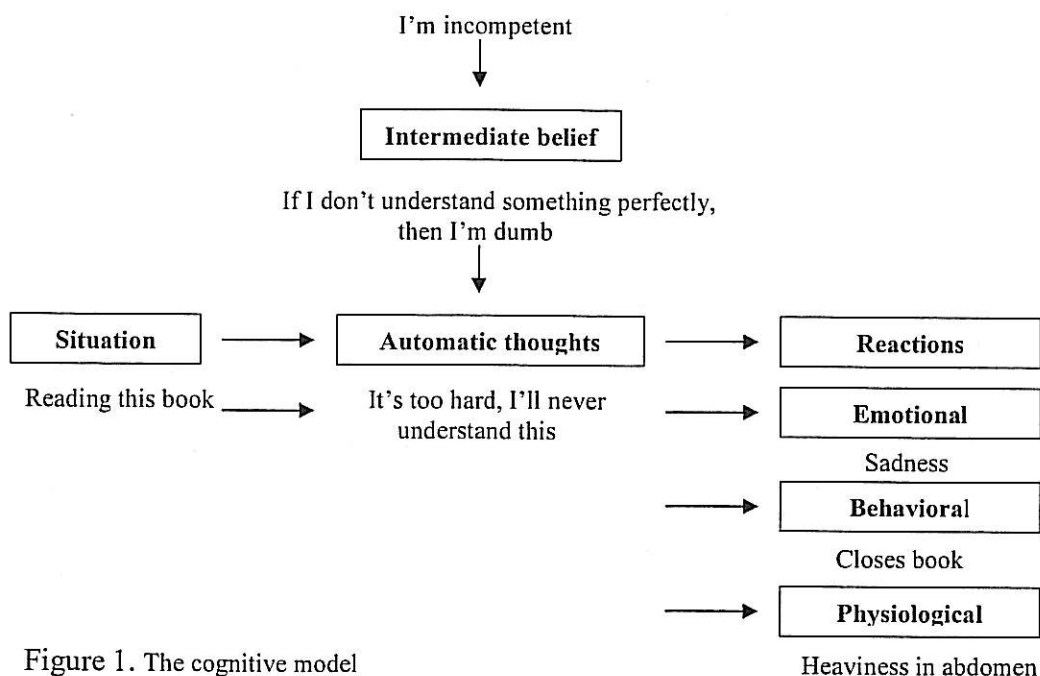 I'm incompetent
Intermediate belief
If I don't understand something perfectly,
then I'm dumb
Situation
Automatic thoughts
Reactions
Reading this book
It's too hard, I'll never
understand this
Emotional
Sadness
Behavioral
Closes book
Physiological
Heaviness in abdomen
Figure 1. The cognitive model